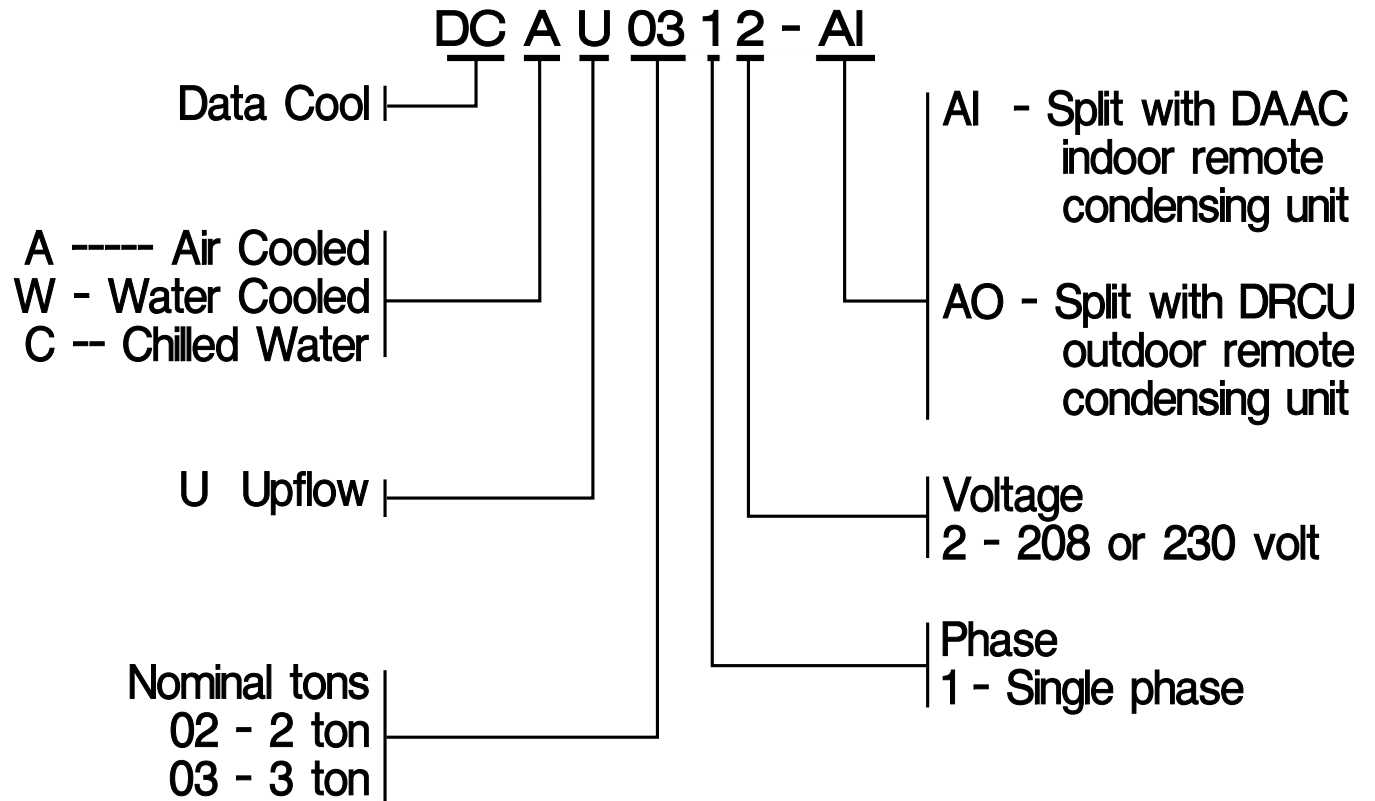 DC A U 03 1 2 - AI
Data Cool
A ----- Air Cooled
W - Water Cooled
C -- Chilled Water
U Upflow
Nominal tons
02 - 2 ton
03 - 3 ton
AI - Split with DAAC
indoor remote
condensing unit
AO - Split with DRCU
outdoor remote
condensing unit
Voltage
2 - 208 or 230 volt
Phase
1 - Single phase